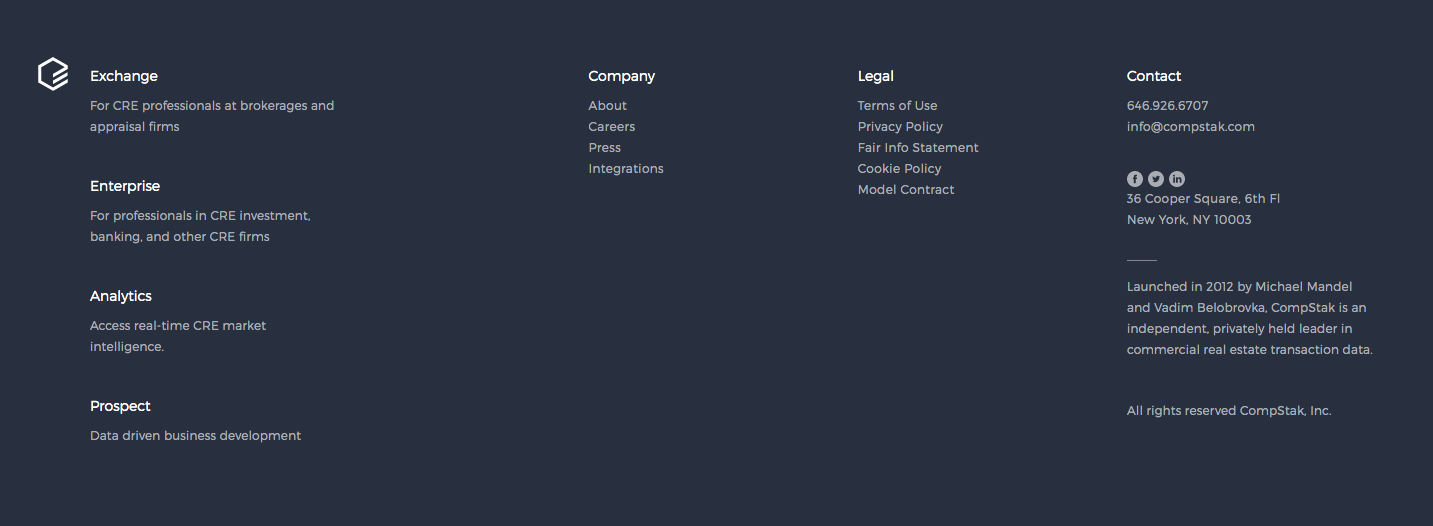 Exchange
For CRE professionals at brokerages and
appraisal firms
Enterprise
For professionals in CRE investment,
banking, and other CRE firms
Analytics
Access real-time CRE market
intelligence.
Prospect
Data driven business development
Company
About
Careers
Press
Integrations
Legal
Terms of Use
Privacy Policy
Fair Info Statement
Cookie Policy
Model Contract
Contact
646.926.6707
info@compstak.com
36 Cooper Square, 6th Fl
New York, NY 10003
Launched in 2012 by Michael Mandel
and Vadim Belobrovka, CompStak is an
independent, privately held leader in
commercial real estate transaction data.
All rights reserved CompStak, Inc.